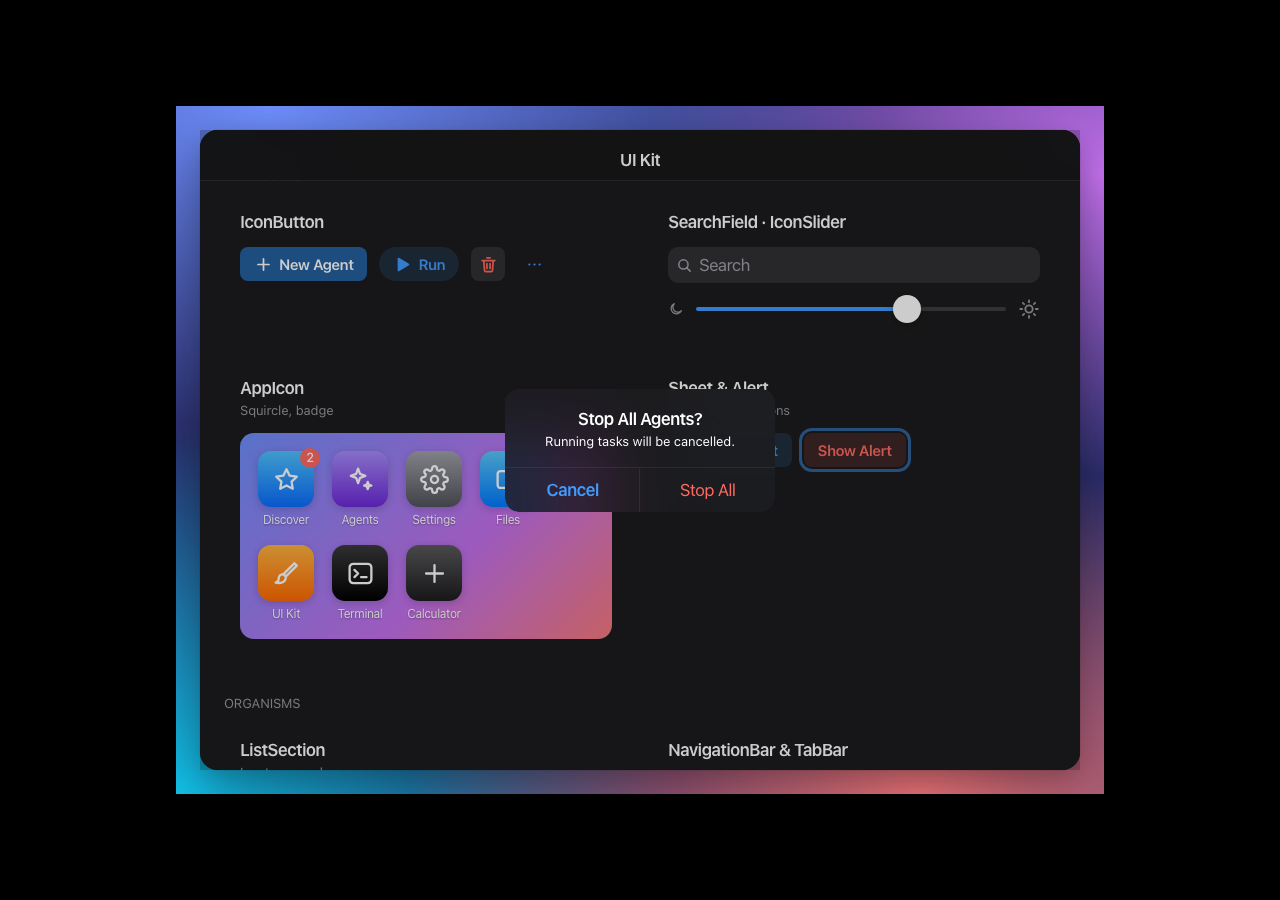 UI Kit
IconButton
New Agent
Run
SearchField · IconSlider
Search
AppIcon
Squircle, badge
Sheet & Alert
Show Alert
Stop All Agents?
Running tasks will be cancelled.
Cancel
Stop All
2
Discover
Agents
Settings
Files
UI Kit
Terminal
Calculator
ORGANISMS
ListSection
NavigationBar & TabBar